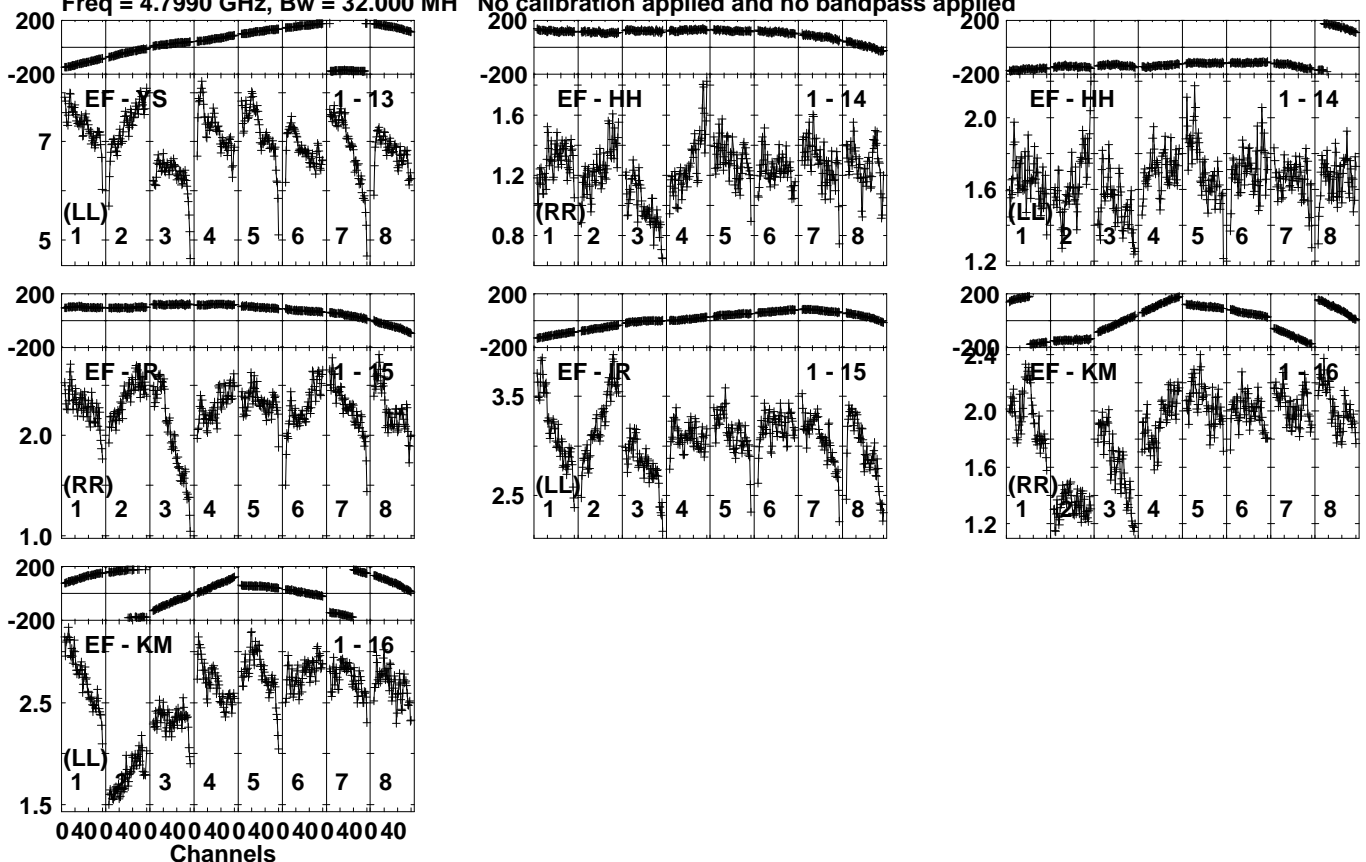 Freq = 4.7990 GHz, Bw = 32.000 MH No calibration applied and no bandpass applied
200
-200
EF - YS 1 - 13
7
5
(LL)
1 2 3 4 5 6 7 8
200
-200
EF - HH 1 - 14
1.6
1.2
0.8
(RR)
1 2 3 4 5 6 7 8
200
-200
EF - HH 1 - 14
2.0
1.6
1.2
(LL)
1 2 3 4 5 6 7 8
200
-200
EF - IR 1 - 15
2.0
1.0
(RR)
1 2 3 4 5 6 7 8
200
-200
EF - IR 1 - 15
3.5
2.5
(LL)
1 2 3 4 5 6 7 8
200
-200
EF - KM 1 - 16
2.4
2.0
1.6
1.2
(RR)
1 2 3 4 5 6 7 8
200
-200
EF - KM 1 - 16
2.5
1.5
(LL)
1 3 4 5 6 7 8
0 40 0 40 0 40 0 40 0 40 0 40 0 40 0 40
Channels